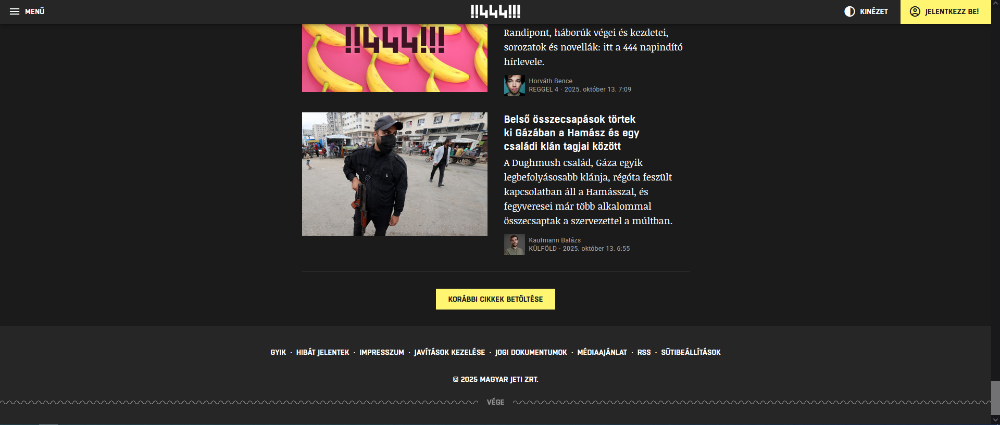 MENÜ
!!444!!!
KINÉZET
JELENTKEZZ BE!
!!444!!!
Randipont, háborúk végei és kezdetei,
sorozatok és novellák: itt a 444 napindító
hírlevele.
Horváth Bence
REGGEL 4 · 2025. október 13. 7:09
Belső összecsapások törtek
ki Gázában a Hamász és egy
családi klán tagjai között
A Dughmush család, Gáza egyik
legbefolyásosabb klánja, régóta feszült
kapcsolatban áll a Hamásszal, és
fegyveresei már több alkalommal
összecsaptak a szervezettel a múltban.
Kaufmann Balázs
KÜLFÖLD · 2025. október 13. 6:55
KORÁBBI CIKKEK BETÖLTÉSE
GYIK · HIBÁT JELENTEK · IMPRESSZUM · JAVÍTÁSOK KEZELÉSE · JOGI DOKUMENTUMOK · MÉDIAAJÁNLAT · RSS · SÜTIBEÁLLÍTÁSOK
© 2025 MAGYAR JETI ZRT.
VÉGE